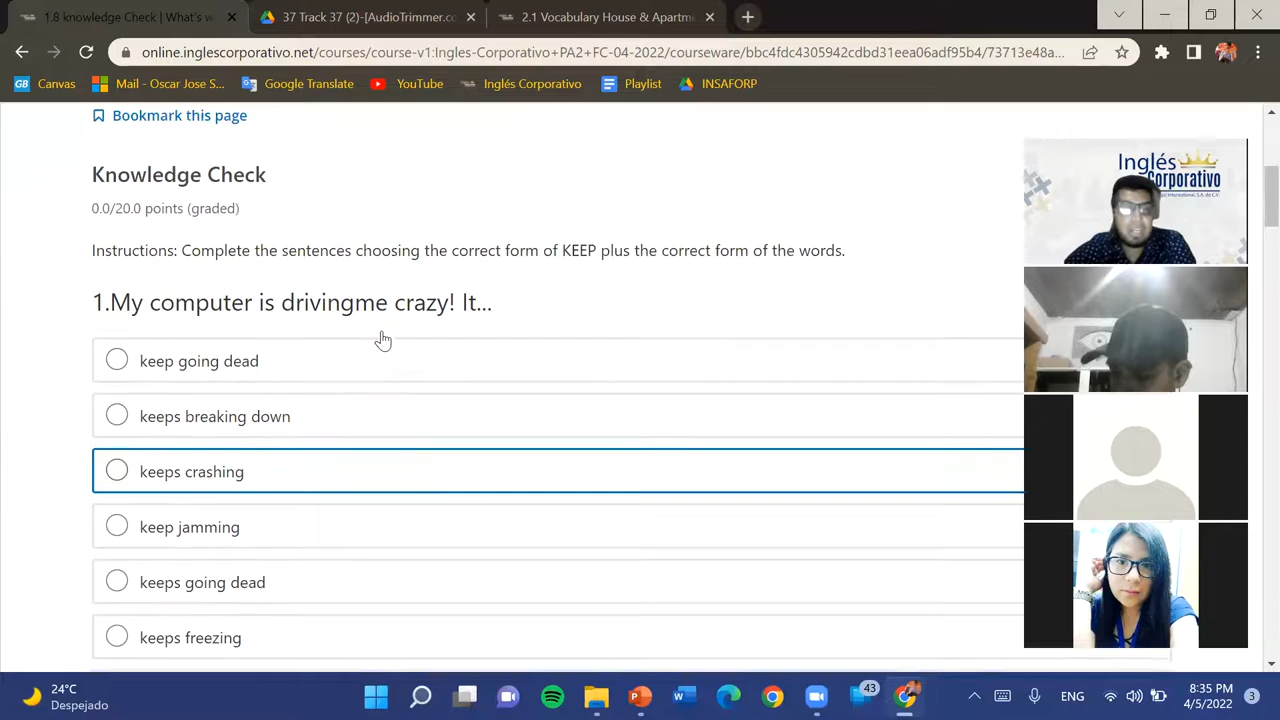 1.8 knowledge Check | What's w
37 Track 37 (2)-[AudioTrimmer.co
2.1 Vocabulary House & Apartm
online.inglescorporativo.net/courses/course-v1:Ingles-Corporativo+PA2+FC-04-2022/courseware/bbc4fdc4305942cdbd31eea06adf95b4/73713e48a...
GB Canvas
Mail - Oscar Jose S...
Google Translate
YouTube
Inglés Corporativo
Playlist
INSAFORP
Bookmark this page
Knowledge Check
0.0/20.0 points (graded)
Instructions: Complete the sentences choosing the correct form of KEEP plus the correct form of the words.
1.My computer is drivingme crazy! It...
keep going dead
keeps breaking down
keeps crashing
keep jamming
keeps going dead
keeps freezing
Inglés
Corporativo
24°C
Despejado
43
ENG
8:35 PM
4/5/2022
3